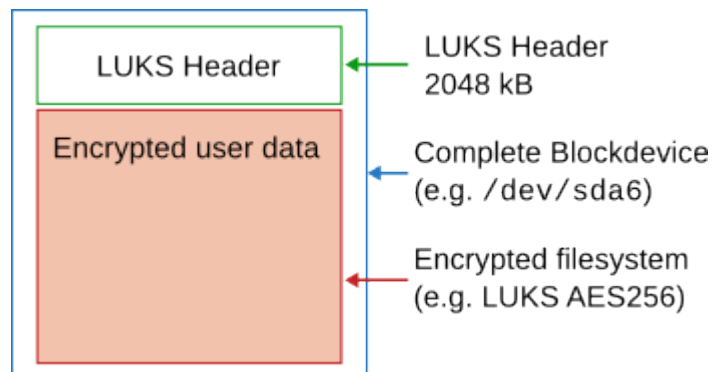 LUKS Header
Encrypted user data
LUKS Header
2048 kB
Complete Blockdevice
(e.g. /dev/sda6)
Encrypted filesystem
(e.g. LUKS AES256)